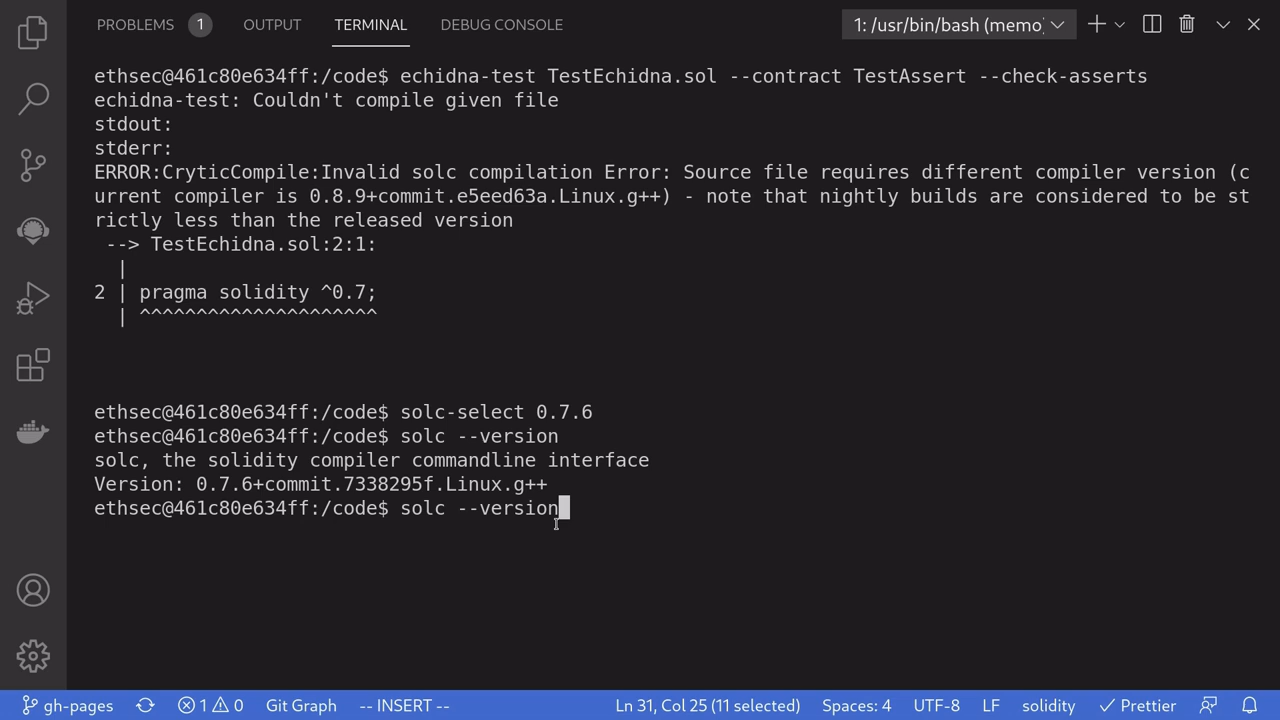 PROBLEMS 1 OUTPUT TERMINAL DEBUG CONSOLE 1: /usr/bin/bash (memo)
ethsec@461c80e634ff:/code$ echidna-test TestEchidna.sol --contract TestAssert --check-asserts
echidna-test: Couldn't compile given file
stdout:
stderr:
ERROR:CryticCompile:Invalid solc compilation Error: Source file requires different compiler version (c
urrent compiler is 0.8.9+commit.e5eed63a.Linux.g++) - note that nightly builds are considered to be st
rictly less than the released version
 --> TestEchidna.sol:2:1:
  |
2 | pragma solidity ^0.7;
  | ^^^^^^^^^^^^^^^^^^^^^
ethsec@461c80e634ff:/code$ solc-select 0.7.6
ethsec@461c80e634ff:/code$ solc --version
solc, the solidity compiler commandline interface
Version: 0.7.6+commit.7338295f.Linux.g++
ethsec@461c80e634ff:/code$ solc --version
gh-pages 1 0 Git Graph -- INSERT -- Ln 31, Col 25 (11 selected) Spaces: 4 UTF-8 LF solidity Prettier